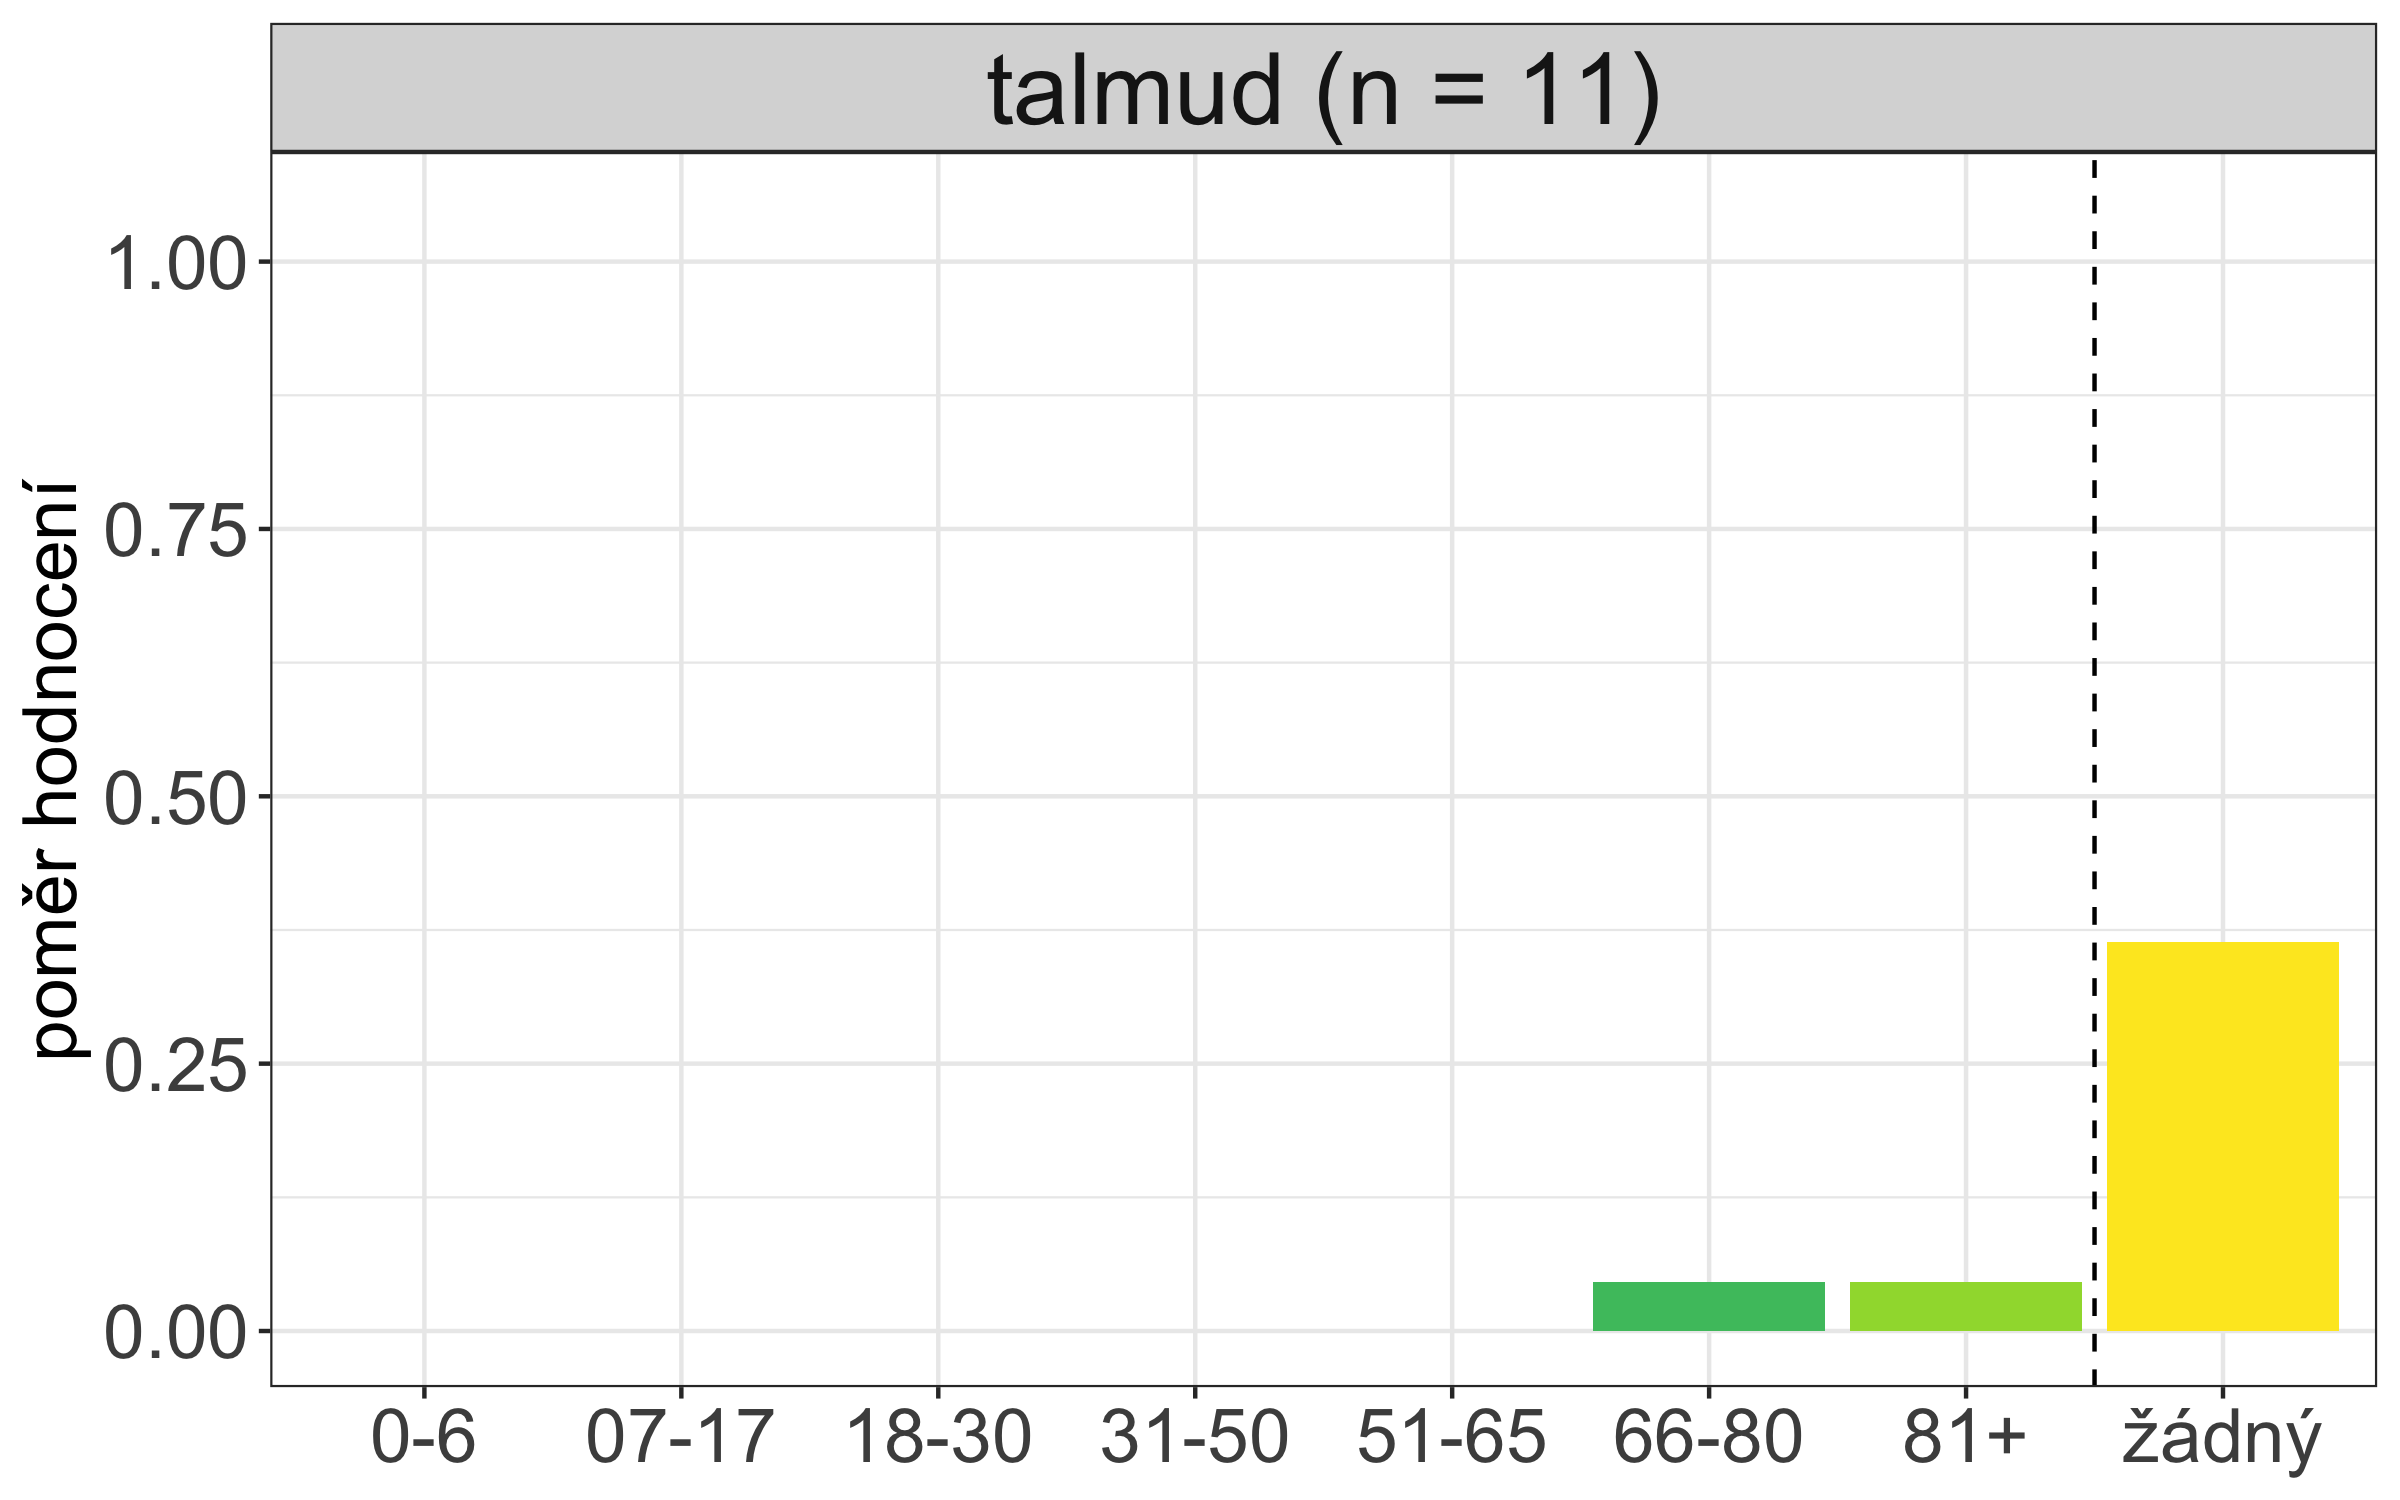 talmud (n = 11)
poměr hodnocení
1.00
0.75
0.50
0.25
0.00
0-6 07-17 18-30 31-50 51-65 66-80 81+ žádný